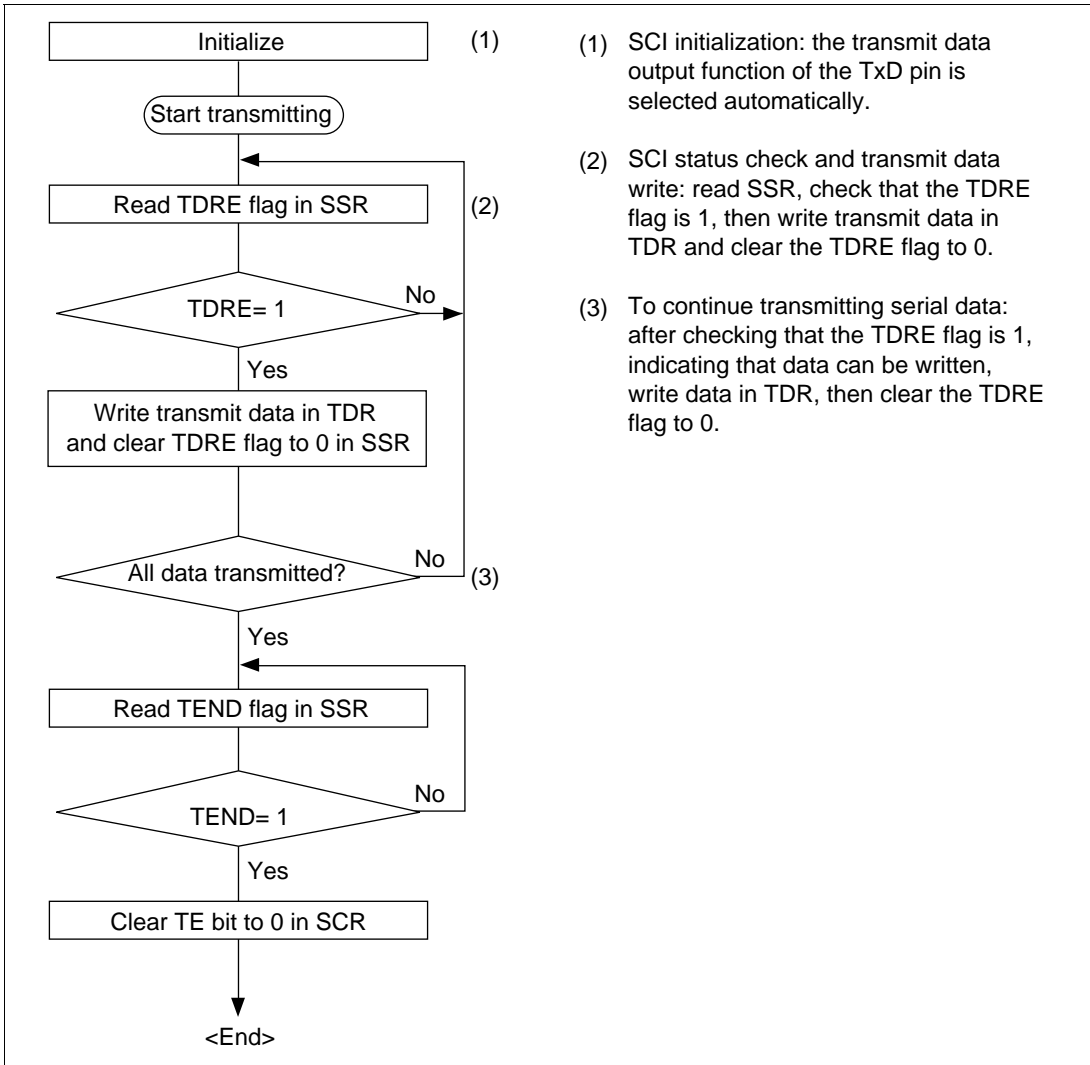 Initialize
(1)
Start transmitting
Read TDRE flag in SSR
(2)
TDRE= 1
No
Yes
Write transmit data in TDR
and clear TDRE flag to 0 in SSR
All data transmitted?
No
(3)
Yes
Read TEND flag in SSR
TEND= 1
No
Yes
Clear TE bit to 0 in SCR
<End>
(1) SCI initialization: the transmit data
output function of the TxD pin is
selected automatically.
(2) SCI status check and transmit data
write: read SSR, check that the TDRE
flag is 1, then write transmit data in
TDR and clear the TDRE flag to 0.
(3) To continue transmitting serial data:
after checking that the TDRE flag is 1,
indicating that data can be written,
write data in TDR, then clear the TDRE
flag to 0.